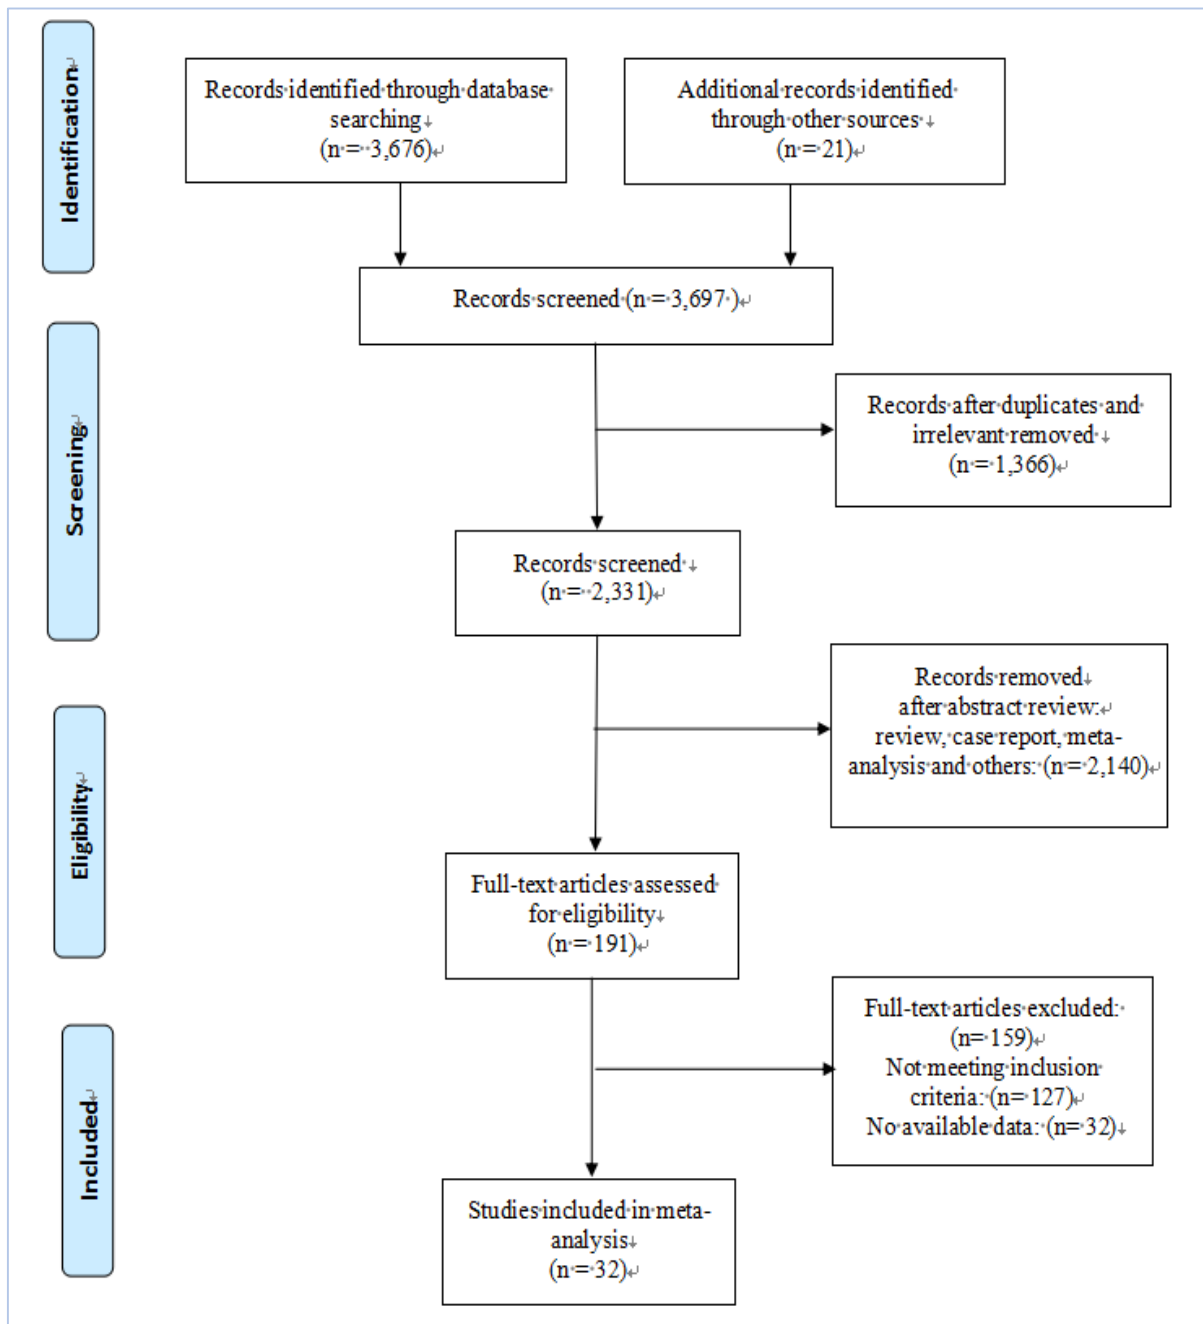 Identification
Records identified through database
searching
(n = 3,676)
Additional records identified
through other sources
(n = 21)
Records screened (n = 3,697 )
Screening
Records after duplicates and
irrelevant removed
(n = 1,366)
Records screened
(n = 2,331)
Records removed
after abstract review:
review, case report, meta-
analysis and others: (n = 2,140)
Eligibility
Full-text articles assessed
for eligibility
(n = 191)
Full-text articles excluded:
(n= 159)
Not meeting inclusion
criteria: (n= 127)
No available data: (n= 32)
Included
Studies included in meta-
analysis
(n = 32)